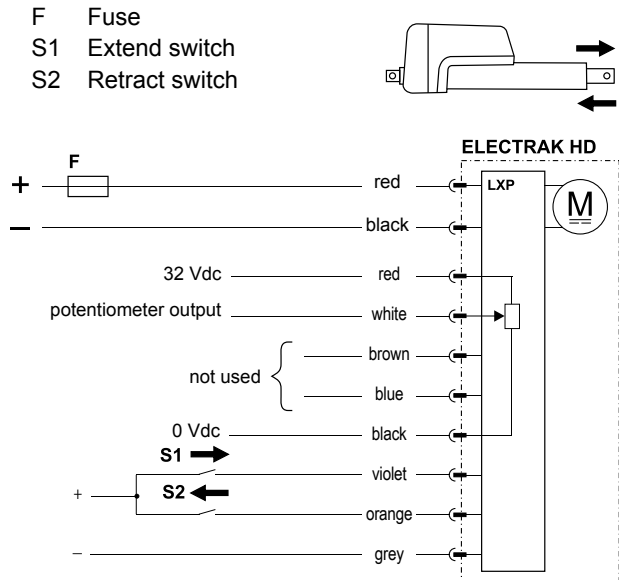 F Fuse
S1 Extend switch
S2 Retract switch
ELECTRAK HD
F
+ red LXP
M
– black
32 Vdc red
potentiometer output white
brown
not used
blue
0 Vdc black
S1
violet
+ S2
orange
– grey